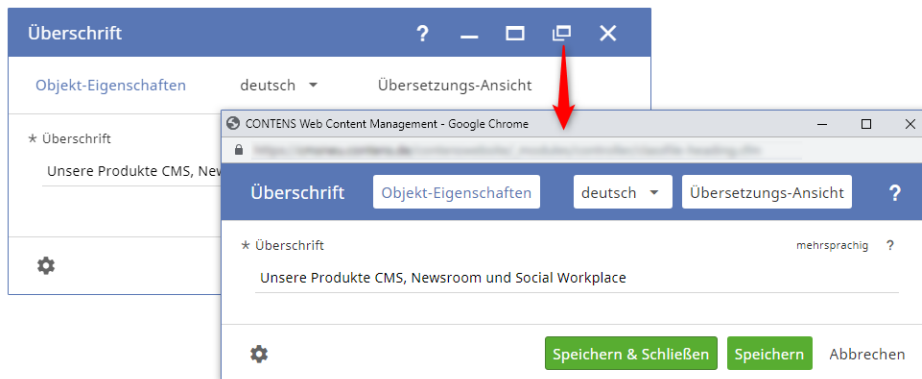 Überschrift ?
Objekt-Eigenschaften deutsch Übersetzungs-Ansicht
* Überschrift
Unsere Produkte CMS, New
CONTENS Web Content Management - Google Chrome
Überschrift Objekt-Eigenschaften deutsch Übersetzungs-Ansicht ?
* Überschrift mehrsprachig ?
Unsere Produkte CMS, Newsroom und Social Workplace
Speichern & Schließen Speichern Abbrechen